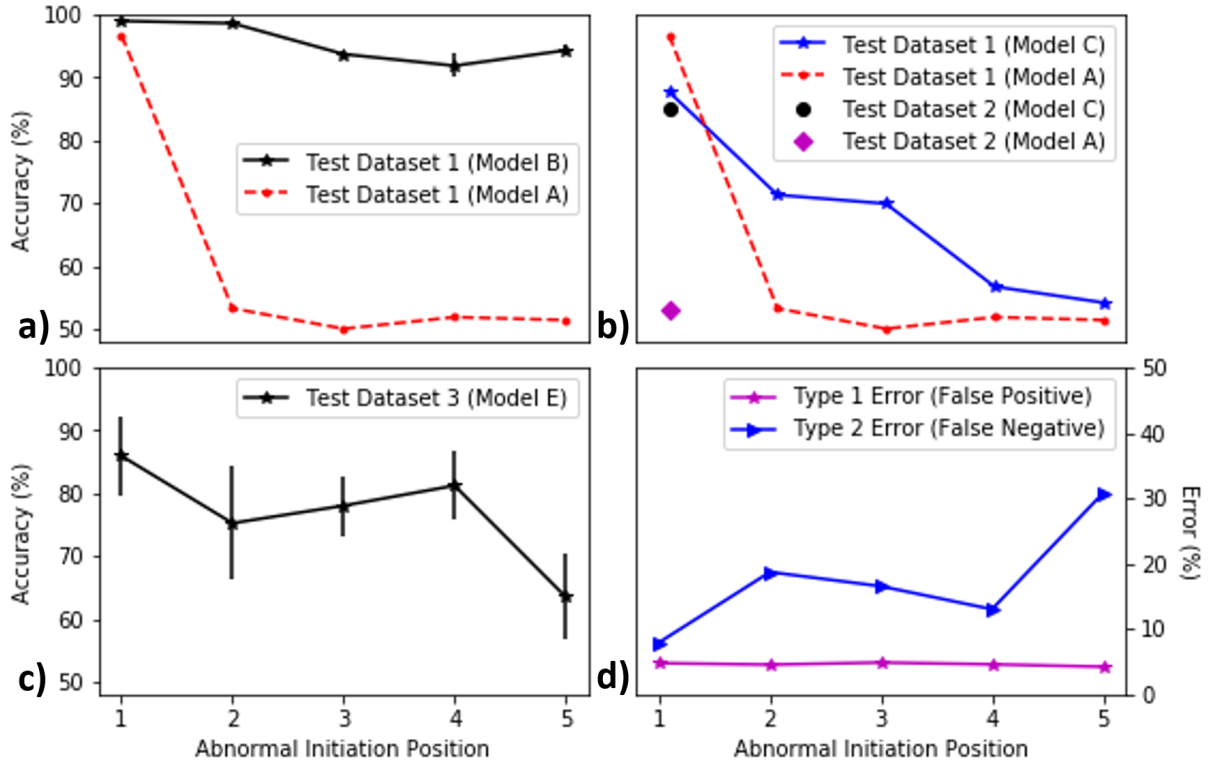 100
90
80
70
60
50
Accuracy (%)
Test Dataset 1 (Model B)
Test Dataset 1 (Model A)
a)
Test Dataset 1 (Model C)
Test Dataset 1 (Model A)
Test Dataset 2 (Model C)
Test Dataset 2 (Model A)
b)
100
90
80
70
60
50
Accuracy (%)
Test Dataset 3 (Model E)
c)
1 2 3 4 5
Abnormal Initiation Position
Type 1 Error (False Positive)
Type 2 Error (False Negative)
d)
50
40
30
20
10
0
Error (%)
1 2 3 4 5
Abnormal Initiation Position